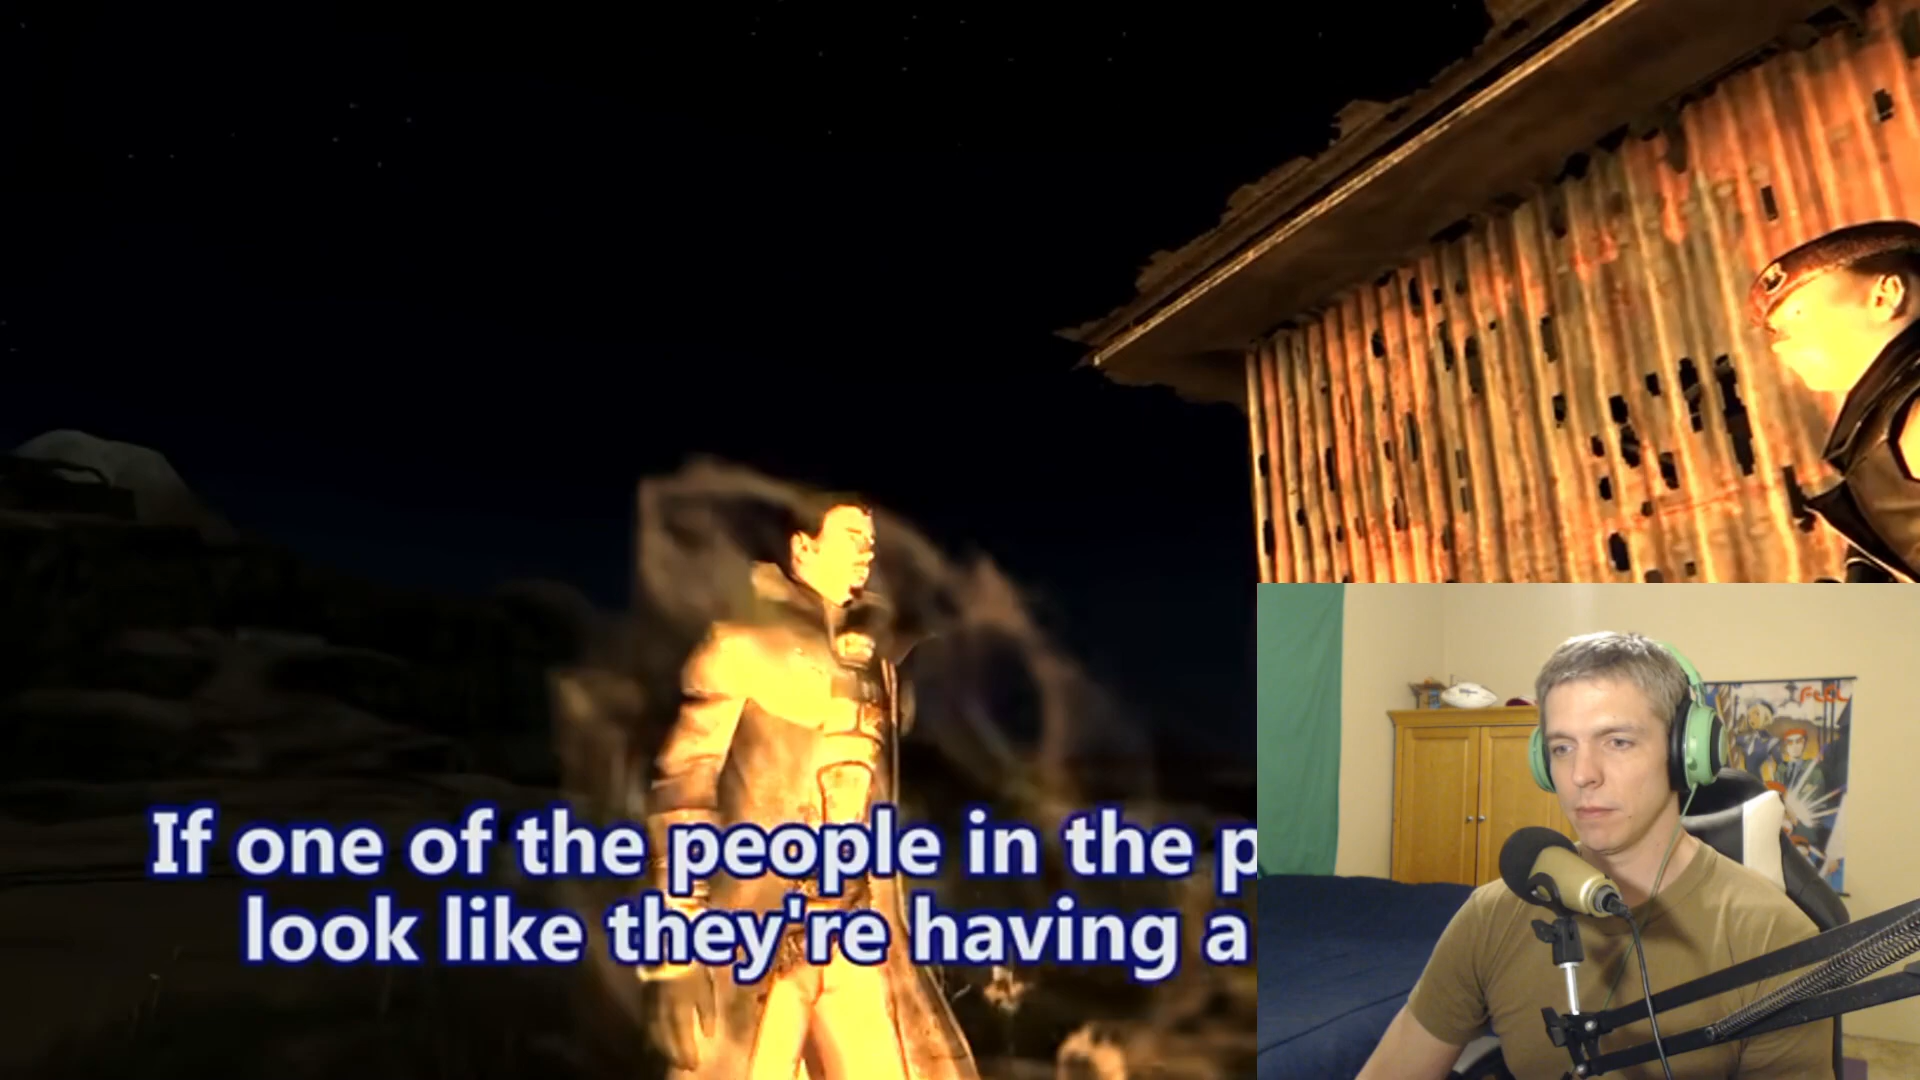 If one of the people in the p
look like they're having a